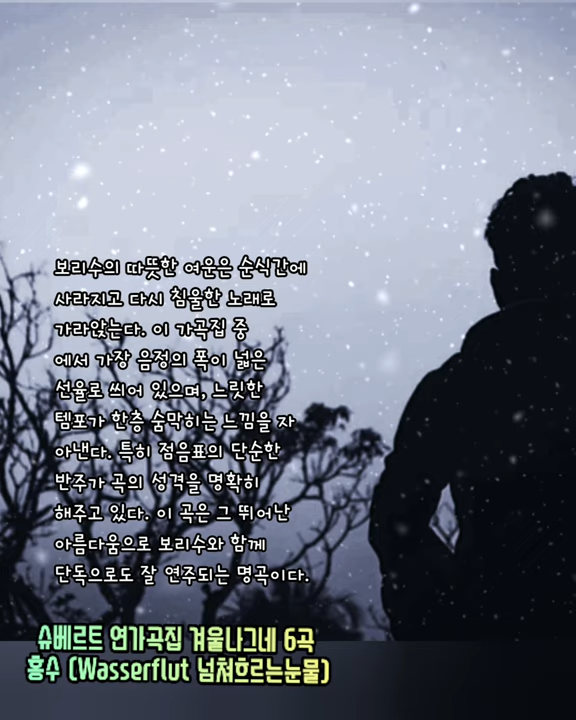 보리수의 따뜻한 여운은 순식간에
사라지고 다시 침울한 노래로
가라앉는다. 이 가곡집 중
에서 가장 음정의 폭이 넓은
선율로 씌어 있으며, 느릿한
템포가 한층 숨막히는 느낌을 자
아낸다. 특히 점음표의 단순한
반주가 곡의 성격을 명확히
해주고 있다. 이 곡은 그 뛰어난
아름다움으로 보리수와 함께
단독으로도 잘 연주되는 명곡이다.
슈베르트 연가곡집 겨울나그네 6곡
홍수 (Wasserflut 넘쳐흐르는눈물)